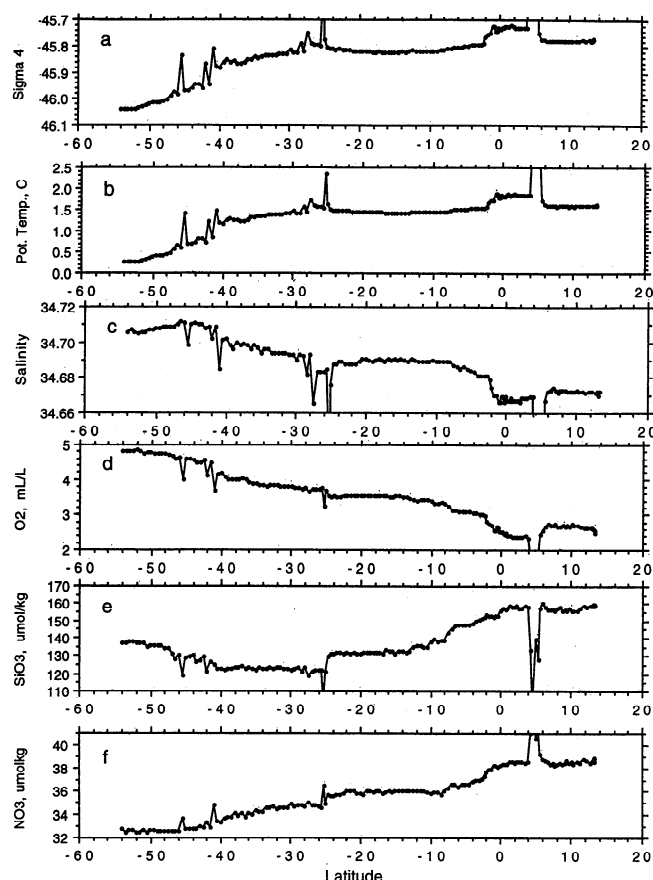 -45.7
-45.8
-45.9
-46.0
46.1
Sigma 4
a
-60 -50 -40 -30 -20 -10 0 10 20
2.5
2.0
1.5
1.0
0.5
0.0
Pot. Temp., C
b
-60 -50 -40 -30 -20 -10 0 10 20
34.72
34.70
34.68
34.66
Salinity
c
-60 -50 -40 -30 -20 -10 0 10 20
5
4
3
2
O2, mL/L
d
-60 -50 -40 -30 -20 -10 0 10 20
170
160
150
140
130
120
110
SiO3, umol/kg
e
-60 -50 -40 -30 -20 -10 0 10 20
40
38
36
34
32
NO3, umolkg
f
-60 -50 -40 -30 -20 -10 0 10 20
Latitude